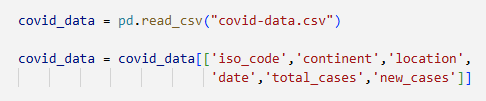 covid_data = pd.read_csv("covid-data.csv")
covid_data = covid_data[['iso_code','continent','location',
'date','total_cases','new_cases']]